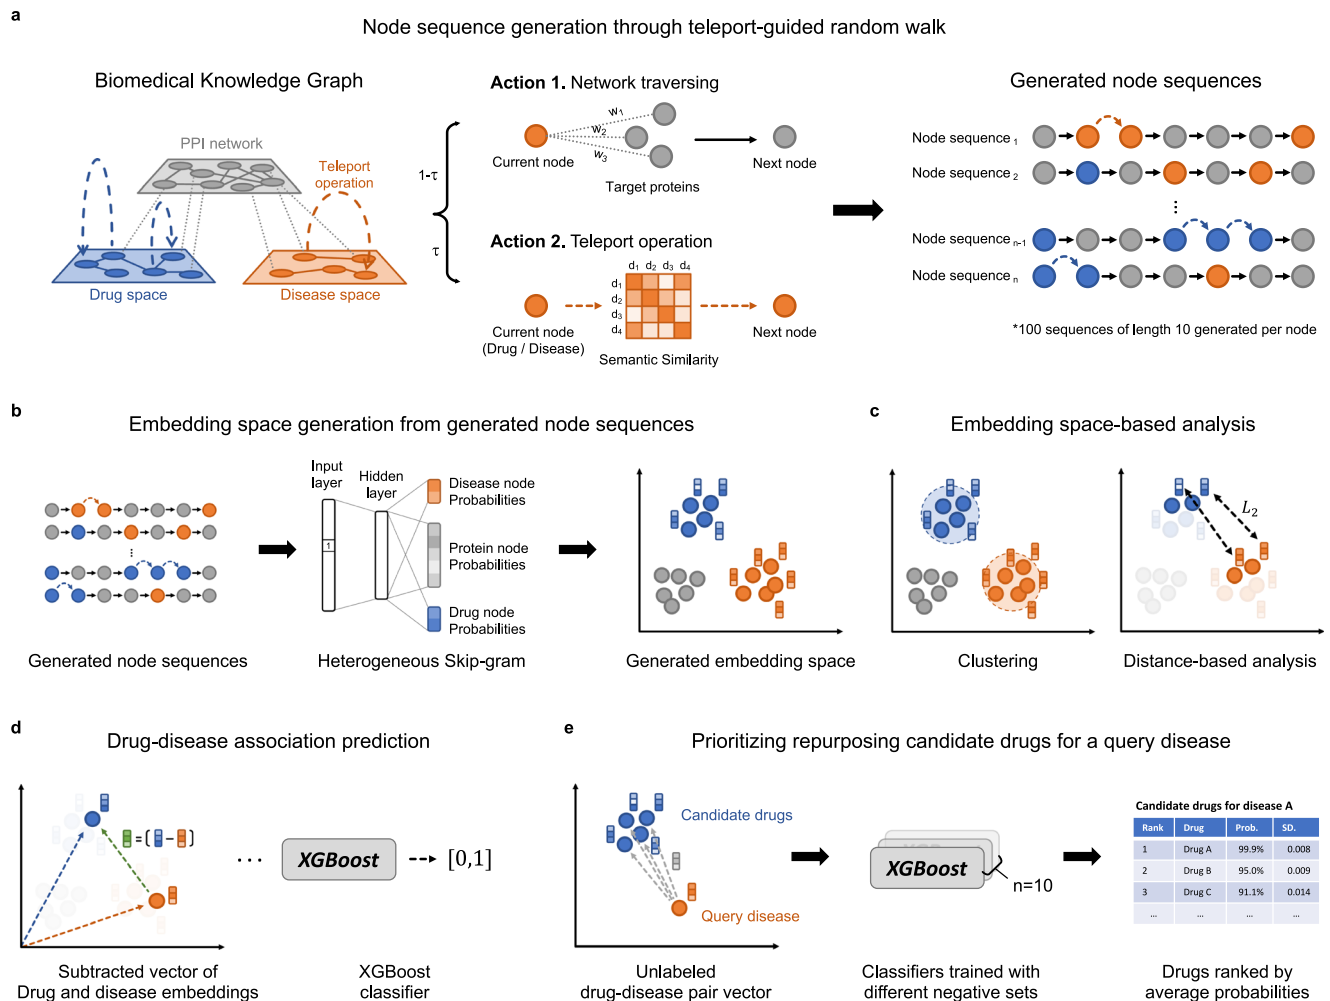 a
Node sequence generation through teleport-guided random walk
Biomedical Knowledge Graph
PPI network
Teleport
operation
Drug space
Disease space
1-τ
τ
Action 1. Network traversing
w1
w2
w3
Current node
Target proteins
Next node
Action 2. Teleport operation
d1 d2 d3 d4
d1
d2
d3
d4
Current node
(Drug / Disease)
Semantic Similarity
Next node
Generated node sequences
Node sequence 1
Node sequence 2
⋮
Node sequence n-1
Node sequence n
*100 sequences of length 10 generated per node
b
Embedding space generation from generated node sequences
Input
layer
Hidden
layer
1
Disease node
Probabilities
Protein node
Probabilities
Drug node
Probabilities
Generated node sequences
Heterogeneous Skip-gram
Generated embedding space
c
Embedding space-based analysis
L2
Clustering
Distance-based analysis
d
Drug-disease association prediction
= ( − )
...
XGBoost
[0,1]
Subtracted vector of
Drug and disease embeddings
XGBoost
classifier
e
Prioritizing repurposing candidate drugs for a query disease
Candidate drugs
Query disease
Unlabeled
drug-disease pair vector
XGBoost
n=10
Classifiers trained with
different negative sets
Candidate drugs for disease A
Rank Drug Prob. SD.
1 Drug A 99.9% 0.008
2 Drug B 95.0% 0.009
3 Drug C 91.1% 0.014
... ... ... ...
Drugs ranked by
average probabilities